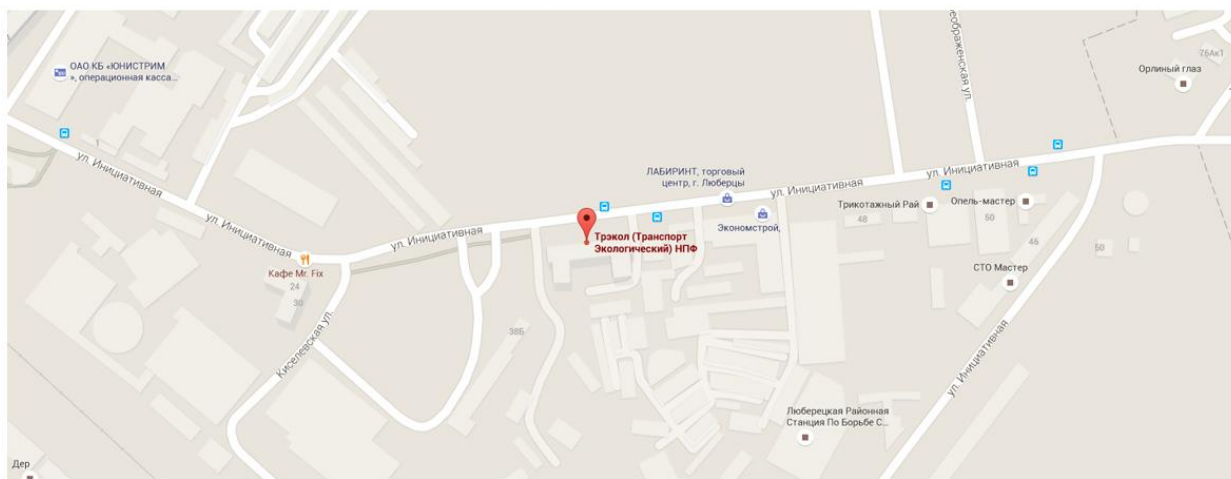 76Ак1
Орлиный глаз
ОАО КБ «ЮНИСТРИМ
», операционная касса...
еображенская ул.
ул. Инициативная
ул. Инициативная
ул. Инициативная
ул. Инициативная
ул. Инициативная
ЛАБИРИНТ, торговый
центр, г. Люберцы
Трикотажный Рай
Опель-мастер
48
50
Экономстрой,
Трэкол (Транспорт
Экологический) НПФ
46
50
СТО Мастер
Кафе Mr. Fix
24
30
38Б
Киселевская ул.
ул. Инициативная
Люберецкая Районная
Станция По Борьбе С...
Дер